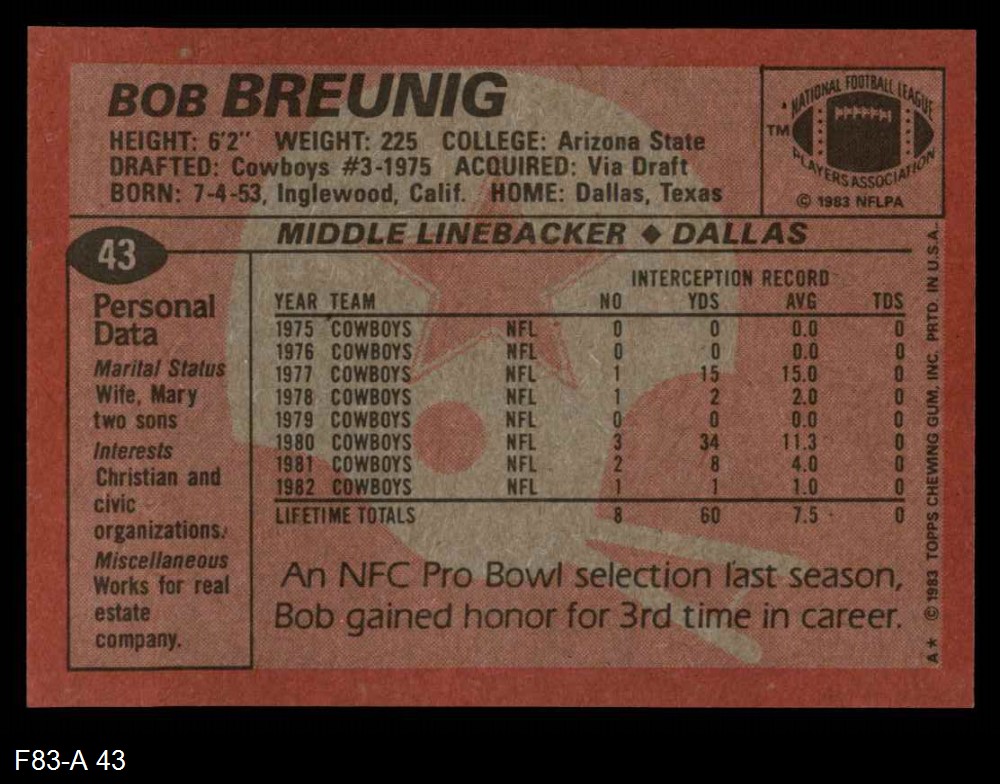 BOB BREUNIG
HEIGHT: 6'2" WEIGHT: 225 COLLEGE: Arizona State
DRAFTED: Cowboys #3-1975 ACQUIRED: Via Draft
BORN: 7-4-53, Inglewood, Calif. HOME: Dallas, Texas
NATIONAL FOOTBALL LEAGUE
TM
PLAYERS ASSOCIATION
© 1983 NFLPA
43
MIDDLE LINEBACKER ◆ DALLAS
Personal
Data
Marital Status
Wife, Mary
two sons
Interests
Christian and
civic
organizations.
Miscellaneous
Works for real
estate
company.
INTERCEPTION RECORD
YEAR TEAM NO YDS AVG TDS
1975 COWBOYS NFL 0 0 0.0 0
1976 COWBOYS NFL 0 0 0.0 0
1977 COWBOYS NFL 1 15 15.0 0
1978 COWBOYS NFL 1 2 2.0 0
1979 COWBOYS NFL 0 0 0.0 0
1980 COWBOYS NFL 3 34 11.3 0
1981 COWBOYS NFL 2 8 4.0 0
1982 COWBOYS NFL 1 1 1.0 0
LIFETIME TOTALS 8 60 7.5 0
An NFC Pro Bowl selection last season,
Bob gained honor for 3rd time in career.
A* © 1983 TOPPS CHEWING GUM, INC. PRTD. IN U.S.A.
F83-A 43